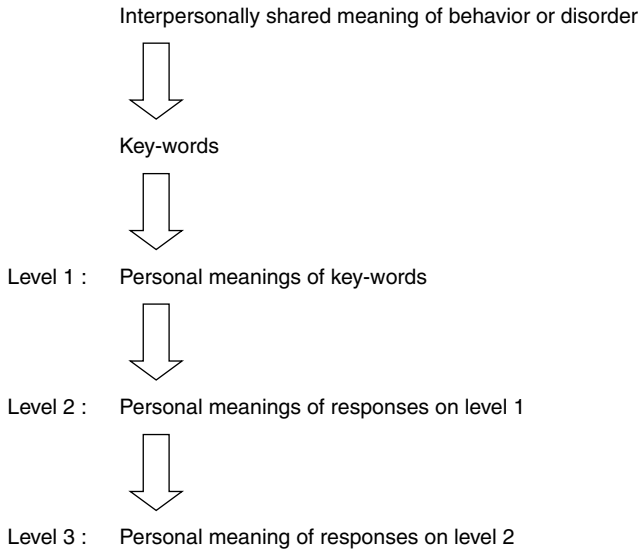 Interpersonally shared meaning of behavior or disorder
Key-words
Level 1 : Personal meanings of key-words
Level 2 : Personal meanings of responses on level 1
Level 3 : Personal meaning of responses on level 2